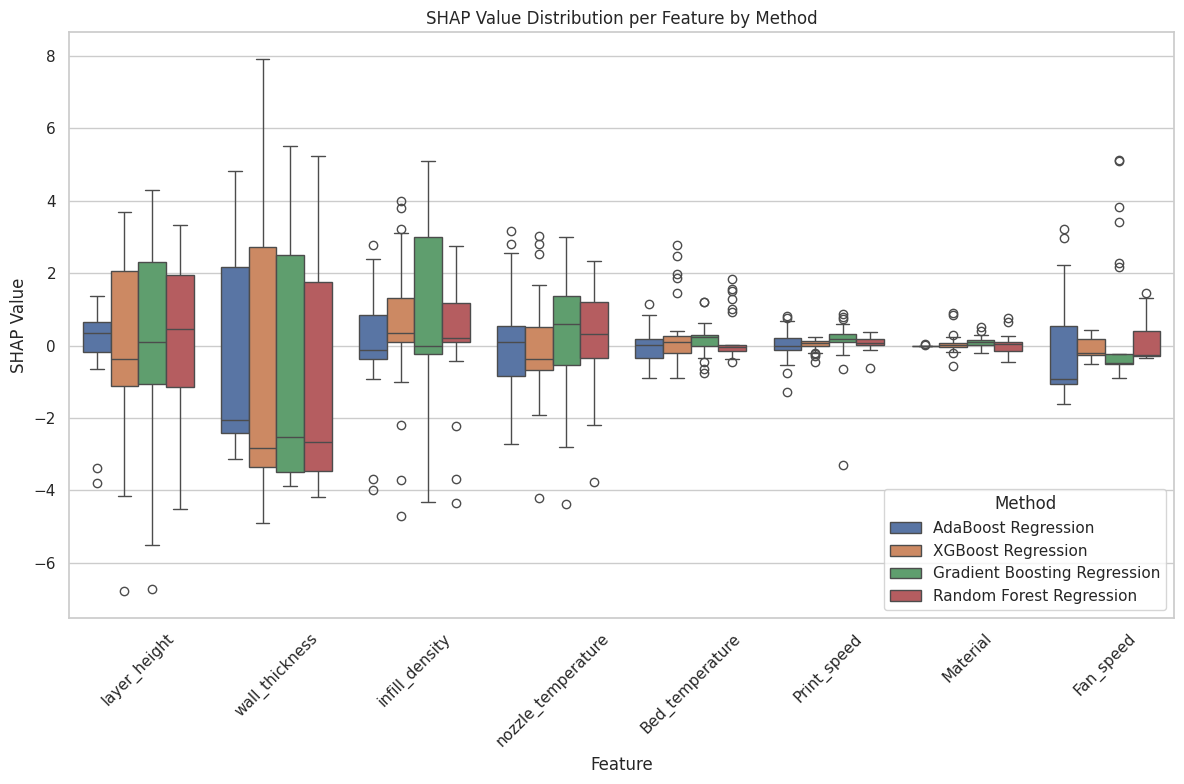 SHAP Value Distribution per Feature by Method
SHAP Value
8
6
4
2
0
−2
−4
−6
layer_height
wall_thickness
infill_density
nozzle_temperature
Bed_temperature
Print_speed
Material
Fan_speed
Feature
Method
AdaBoost Regression
XGBoost Regression
Gradient Boosting Regression
Random Forest Regression